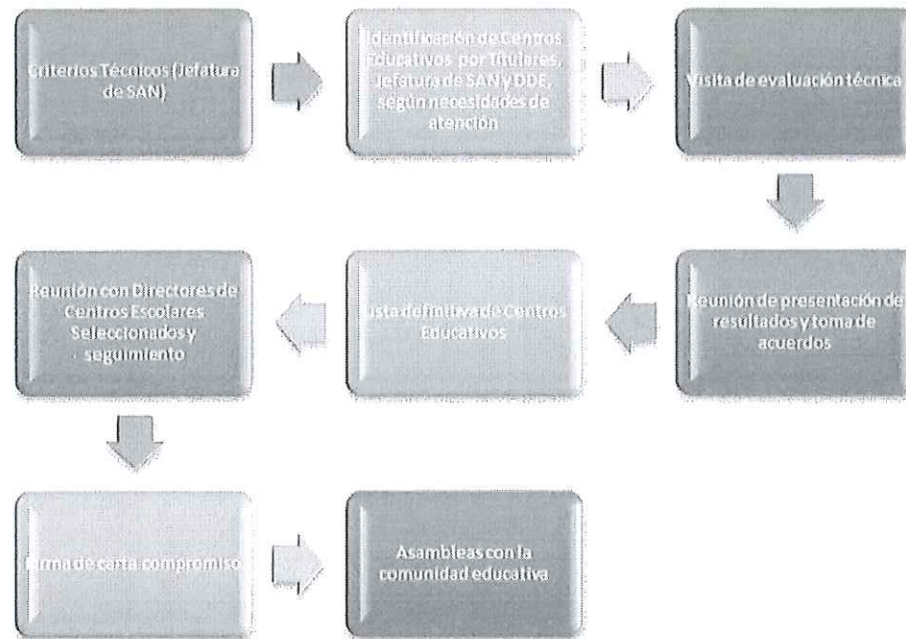 Criterios Técnicos (Jefatura
de SAN)
Identificación de Centros
Educativos por Titulares,
Jefatura de SAN y DDE,
según necesidades de
atención
Visita de evaluación técnica
Reunión de presentación de
resultados y toma de
acuerdos
Lista definitiva de Centros
Educativos
Reunión con Directores de
Centros Escolares
Seleccionados y
seguimiento
Firma de carta compromiso
Asambleas con la
comunidad educativa